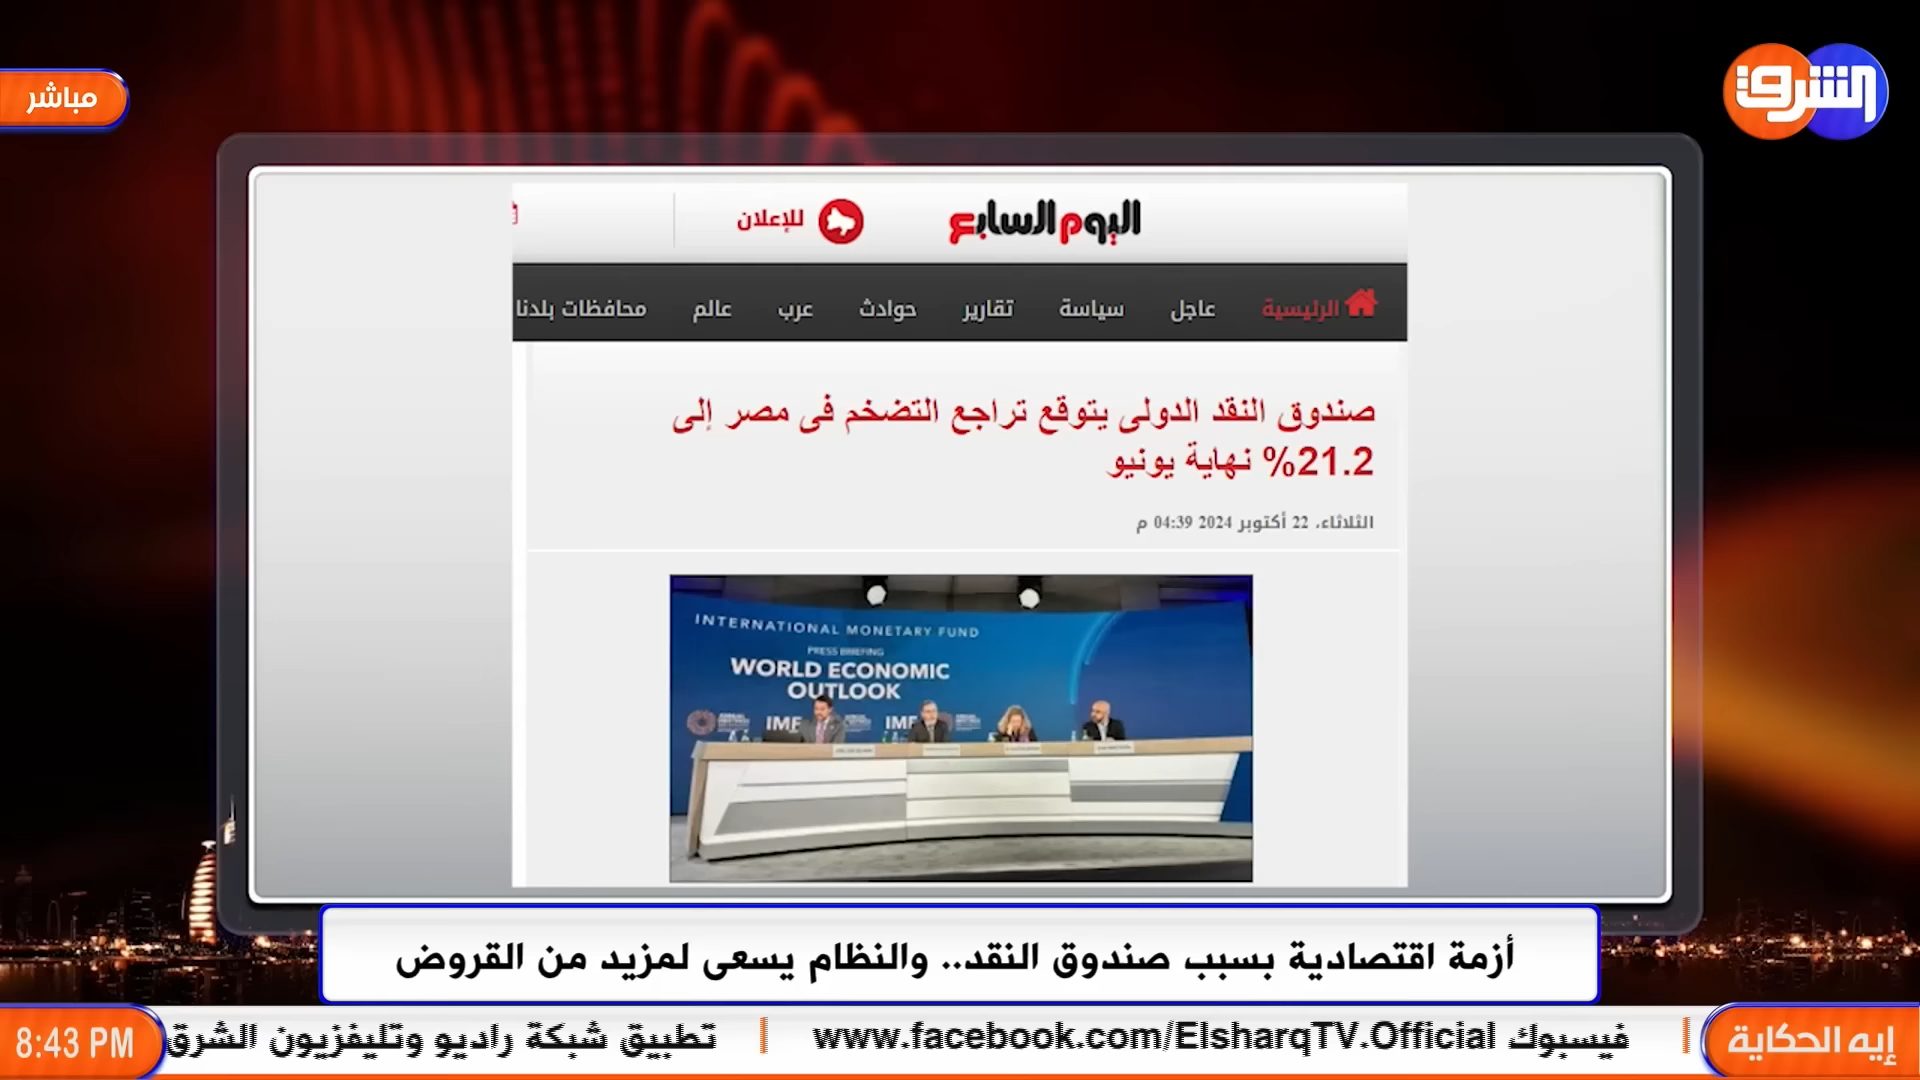 مباشر
الشرق
اليوم السابع
للإعلان
الرئيسية عاجل سياسة تقارير حوادث عرب عالم محافظات بلدنا
صندوق النقد الدولى يتوقع تراجع التضخم فى مصر إلى
21.2% نهاية يونيو
الثلاثاء، 22 أكتوبر 2024 04:39 م
INTERNATIONAL MONETARY FUND
PRESS BRIEFING
WORLD ECONOMIC
OUTLOOK
IMF
IMF
أزمة اقتصادية بسبب صندوق النقد.. والنظام يسعى لمزيد من القروض
إيه الحكاية
فيسبوك www.facebook.com/ElsharqTV.Official | تطبيق شبكة راديو وتليفزيون الشرق
8:43 PM